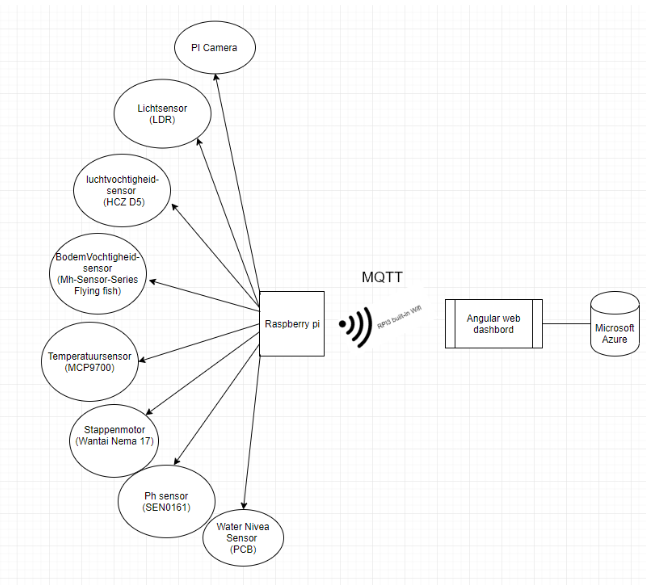 PI Camera
Lichtsensor
(LDR)
luchtvochtigheid-
sensor
(HCZ D5)
BodemVochtigheid-
sensor
(Mh-Sensor-Series
Flying fish)
Temperatuursensor
(MCP9700)
Stappenmotor
(Wantai Nema 17)
Ph sensor
(SEN0161)
Water Nivea
Sensor
(PCB)
Raspberry pi
MQTT
RPI3 built-in Wifi
Angular web
dashbord
Microsoft
Azure